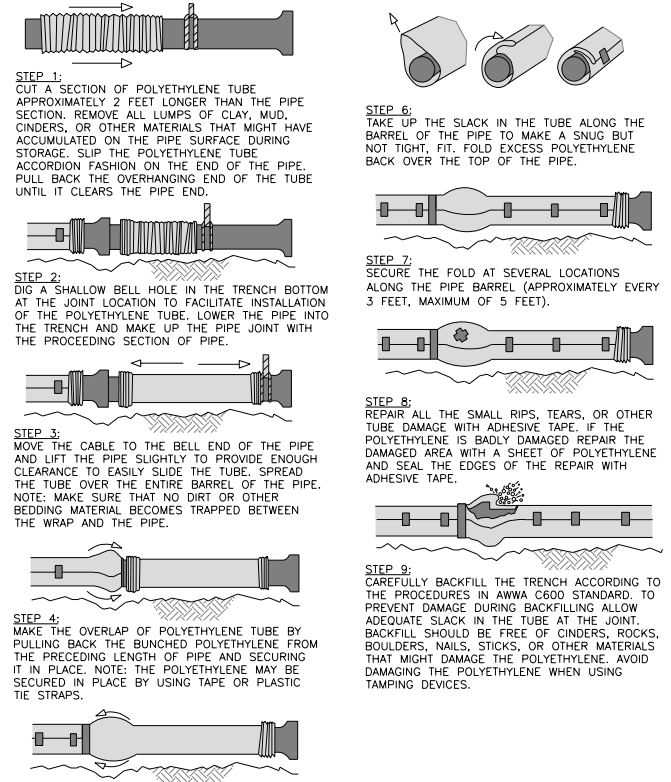 STEP 1:
CUT A SECTION OF POLYETHYLENE TUBE
APPROXIMATELY 2 FEET LONGER THAN THE PIPE
SECTION. REMOVE ALL LUMPS OF CLAY, MUD,
CINDERS, OR OTHER MATERIALS THAT MIGHT HAVE
ACCUMULATED ON THE PIPE SURFACE DURING
STORAGE. SLIP THE POLYETHYLENE TUBE
ACCORDION FASHION ON THE END OF THE PIPE.
PULL BACK THE OVERHANGING END OF THE TUBE
UNTIL IT CLEARS THE PIPE END.
STEP 2:
DIG A SHALLOW BELL HOLE IN THE TRENCH BOTTOM
AT THE JOINT LOCATION TO FACILITATE INSTALLATION
OF THE POLYETHYLENE TUBE. LOWER THE PIPE INTO
THE TRENCH AND MAKE UP THE PIPE JOINT WITH
THE PROCEEDING SECTION OF PIPE.
STEP 3:
MOVE THE CABLE TO THE BELL END OF THE PIPE
AND LIFT THE PIPE SLIGHTLY TO PROVIDE ENOUGH
CLEARANCE TO EASILY SLIDE THE TUBE. SPREAD
THE TUBE OVER THE ENTIRE BARREL OF THE PIPE.
NOTE: MAKE SURE THAT NO DIRT OR OTHER
BEDDING MATERIAL BECOMES TRAPPED BETWEEN
THE WRAP AND THE PIPE.
STEP 4:
MAKE THE OVERLAP OF POLYETHYLENE TUBE BY
PULLING BACK THE BUNCHED POLYETHYLENE FROM
THE PRECEDING LENGTH OF PIPE AND SECURING
IT IN PLACE. NOTE: THE POLYETHYLENE MAY BE
SECURED IN PLACE BY USING TAPE OR PLASTIC
TIE STRAPS.
STEP 6:
TAKE UP THE SLACK IN THE TUBE ALONG THE
BARREL OF THE PIPE TO MAKE A SNUG BUT
NOT TIGHT, FIT. FOLD EXCESS POLYETHYLENE
BACK OVER THE TOP OF THE PIPE.
STEP 7:
SECURE THE FOLD AT SEVERAL LOCATIONS
ALONG THE PIPE BARREL (APPROXIMATELY EVERY
3 FEET, MAXIMUM OF 5 FEET).
STEP 8:
REPAIR ALL THE SMALL RIPS, TEARS, OR OTHER
TUBE DAMAGE WITH ADHESIVE TAPE. IF THE
POLYETHYLENE IS BADLY DAMAGED REPAIR THE
DAMAGED AREA WITH A SHEET OF POLYETHYLENE
AND SEAL THE EDGES OF THE REPAIR WITH
ADHESIVE TAPE.
STEP 9:
CAREFULLY BACKFILL THE TRENCH ACCORDING TO
THE PROCEDURES IN AWWA C600 STANDARD. TO
PREVENT DAMAGE DURING BACKFILLING ALLOW
ADEQUATE SLACK IN THE TUBE AT THE JOINT.
BACKFILL SHOULD BE FREE OF CINDERS, ROCKS,
BOULDERS, NAILS, STICKS, OR OTHER MATERIALS
THAT MIGHT DAMAGE THE POLYETHYLENE. AVOID
DAMAGING THE POLYETHYLENE WHEN USING
TAMPING DEVICES.